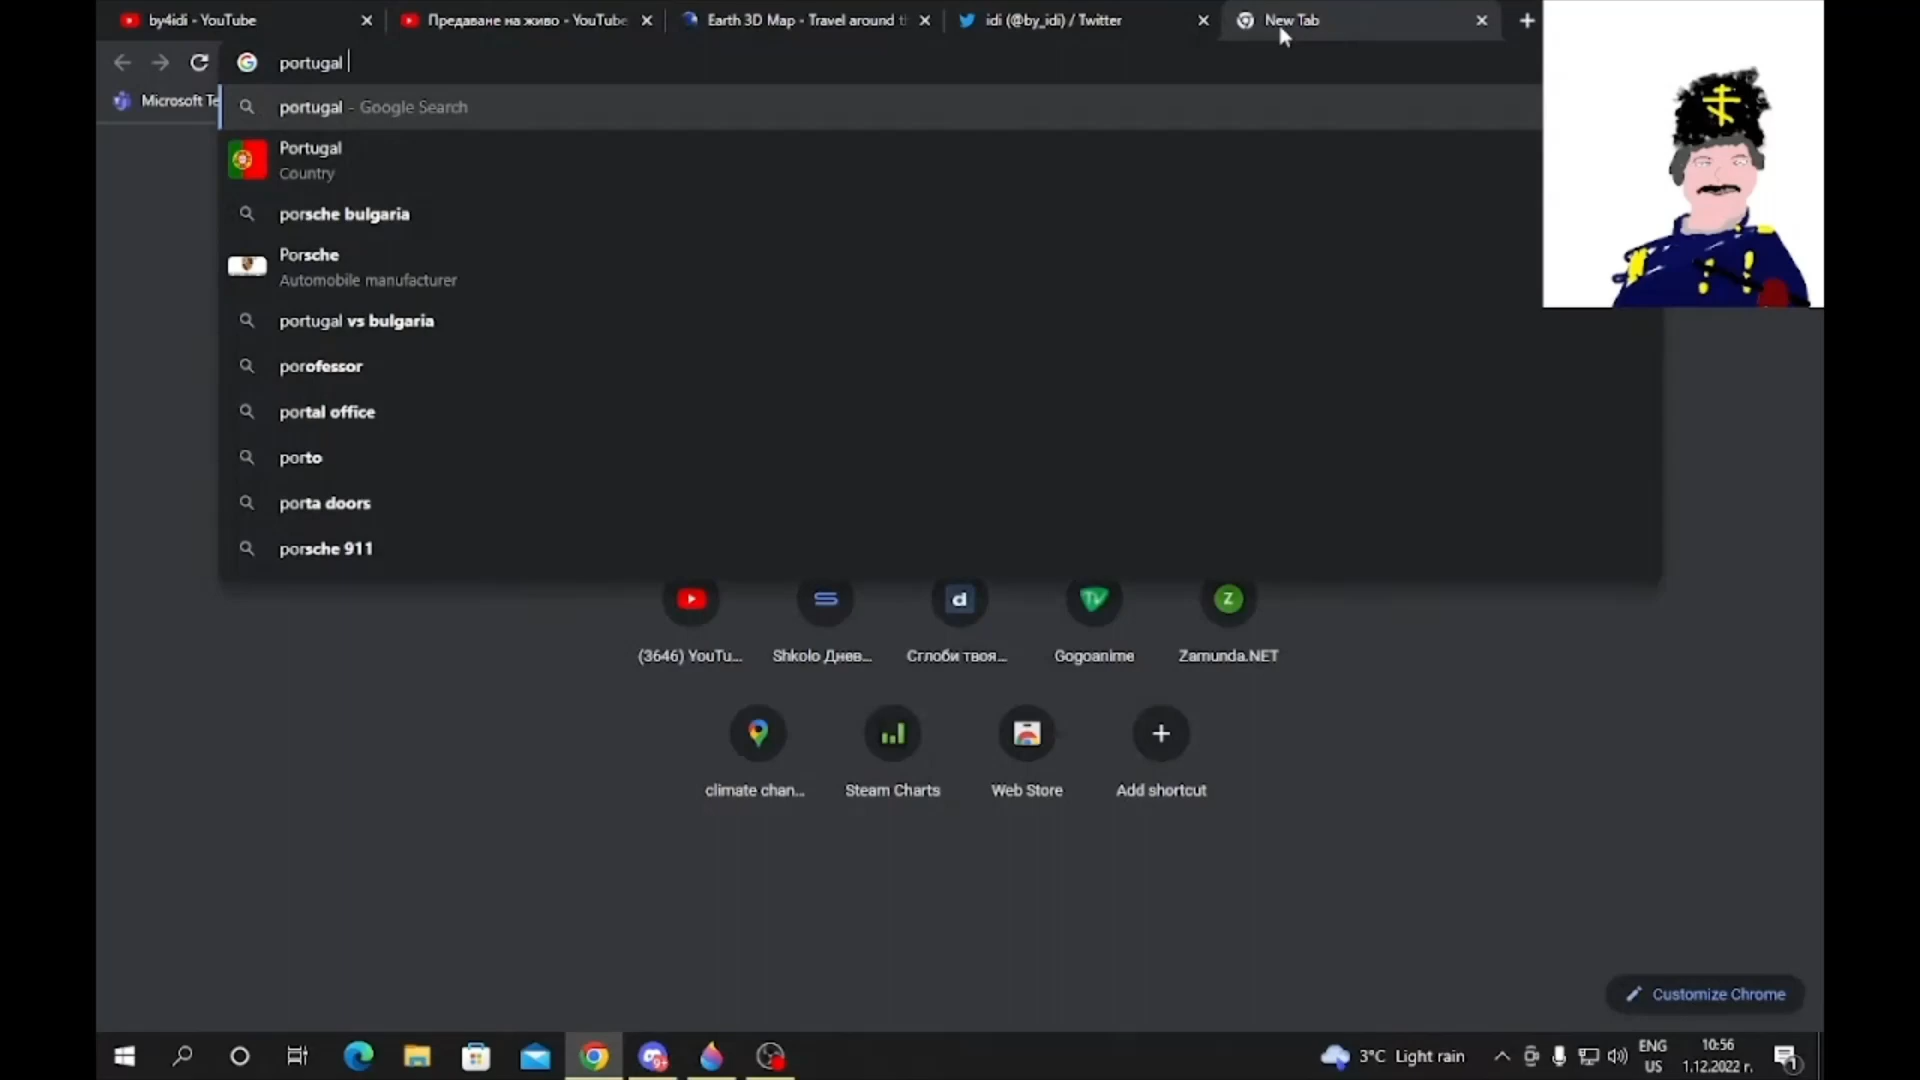 by4idi - YouTube
Предаване на живо - YouTube
Earth 3D Map - Travel around t
idi (@by_idi) / Twitter
New Tab
portugal
Microsoft Te
portugal - Google Search
Portugal
Country
porsche bulgaria
Porsche
Automobile manufacturer
portugal vs bulgaria
porofessor
portal office
porto
porta doors
porsche 911
(3646) YouTu...
Shkolo Днев...
Сглоби твоя...
Gogoanime
Zamunda.NET
climate chan...
Steam Charts
Web Store
Add shortcut
Customize Chrome
3°C Light rain
ENG
US
10:56
1.12.2022 г.